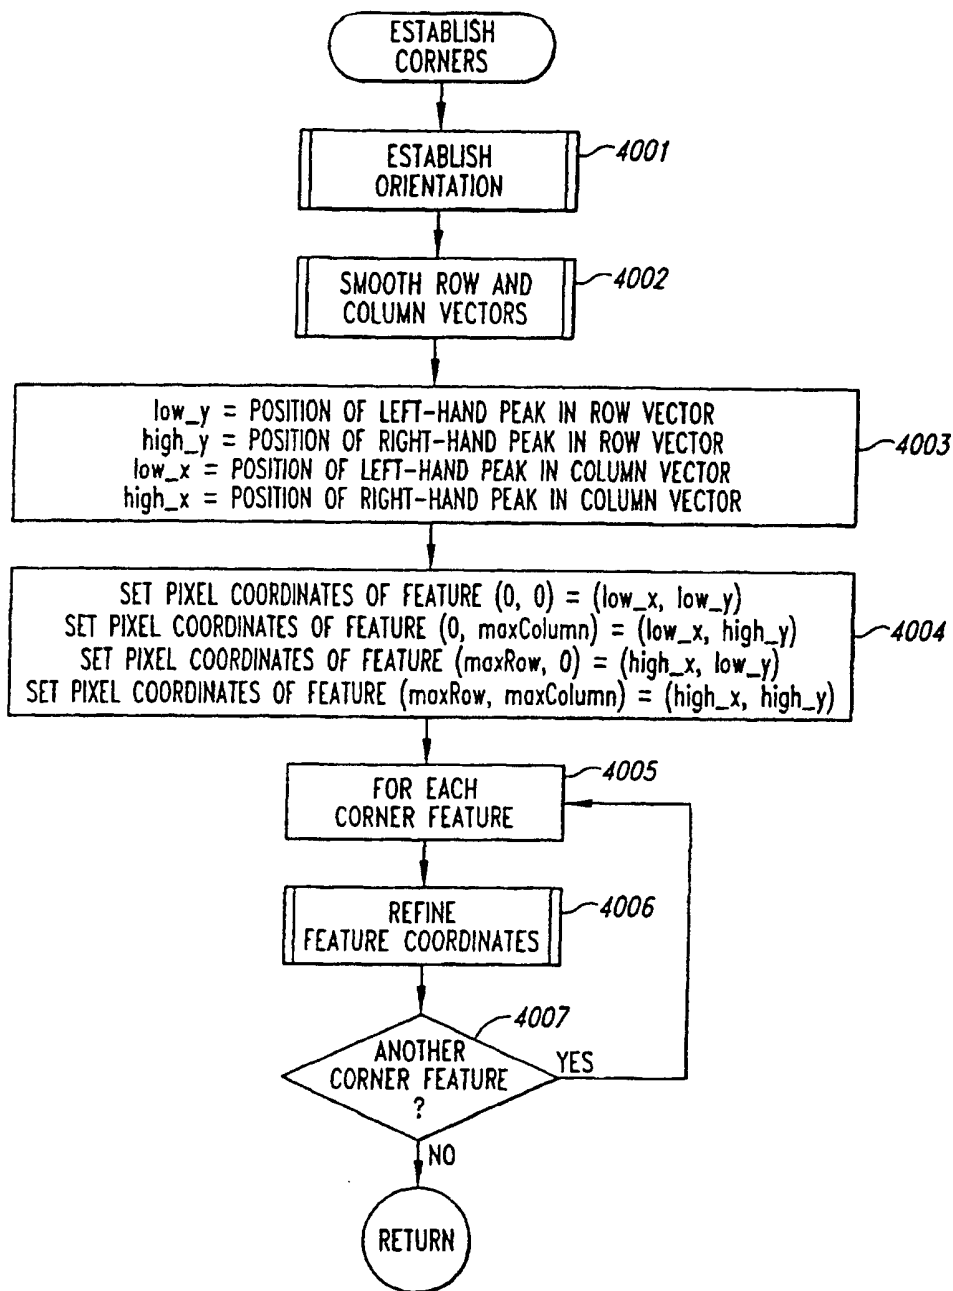 ESTABLISH
CORNERS
ESTABLISH
ORIENTATION
4001
SMOOTH ROW AND
COLUMN VECTORS
4002
low_y = POSITION OF LEFT-HAND PEAK IN ROW VECTOR
high_y = POSITION OF RIGHT-HAND PEAK IN ROW VECTOR
low_x = POSITION OF LEFT-HAND PEAK IN COLUMN VECTOR
high_x = POSITION OF RIGHT-HAND PEAK IN COLUMN VECTOR
4003
SET PIXEL COORDINATES OF FEATURE (0, 0) = (low_x, low_y)
SET PIXEL COORDINATES OF FEATURE (0, maxColumn) = (low_x, high_y)
SET PIXEL COORDINATES OF FEATURE (maxRow, 0) = (high_x, low_y)
SET PIXEL COORDINATES OF FEATURE (maxRow, maxColumn) = (high_x, high_y)
4004
FOR EACH
CORNER FEATURE
4005
REFINE
FEATURE COORDINATES
4006
ANOTHER
CORNER FEATURE
?
4007
YES
NO
RETURN